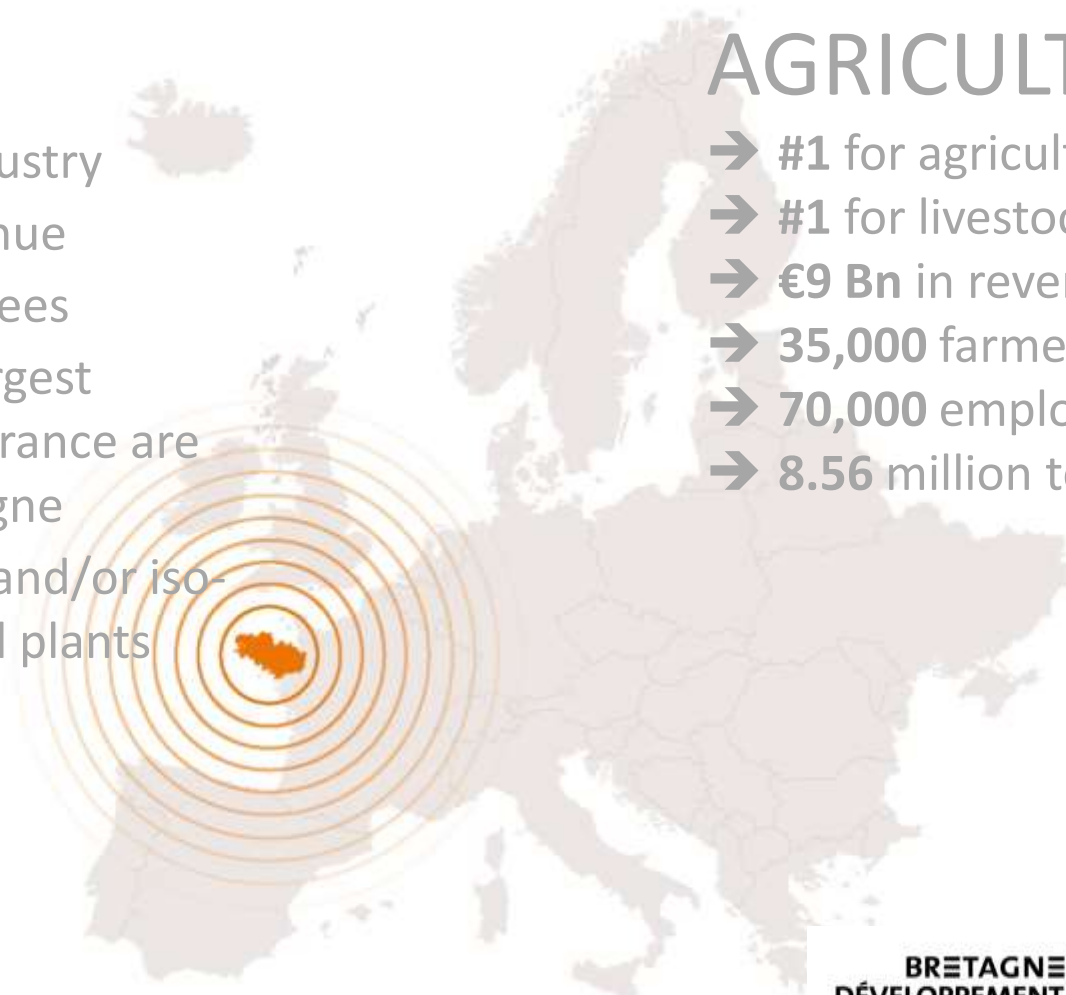 ustry
nue
ees
rgest
rance are
gne
and/or iso-
l plants
AGRICULT
➔ #1 for agricult
➔ #1 for livestoc
➔ €9 Bn in reven
➔ 35,000 farme
➔ 70,000 emplo
➔ 8.56 million to
BRETAGNE
DÉVELOPPEMENT